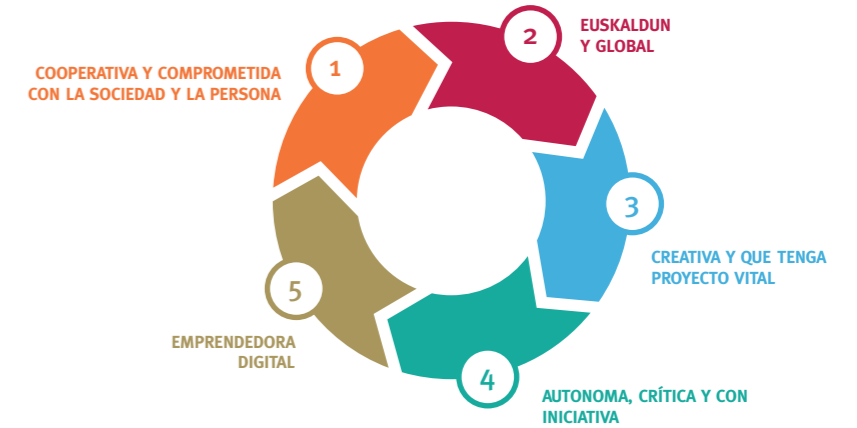 1
COOPERATIVA Y COMPROMETIDA
CON LA SOCIEDAD Y LA PERSONA
2
EUSKALDUN
Y GLOBAL
3
CREATIVA Y QUE TENGA
PROYECTO VITAL
4
AUTONOMA, CRÍTICA Y CON
INICIATIVA
5
EMPRENDEDORA
DIGITAL